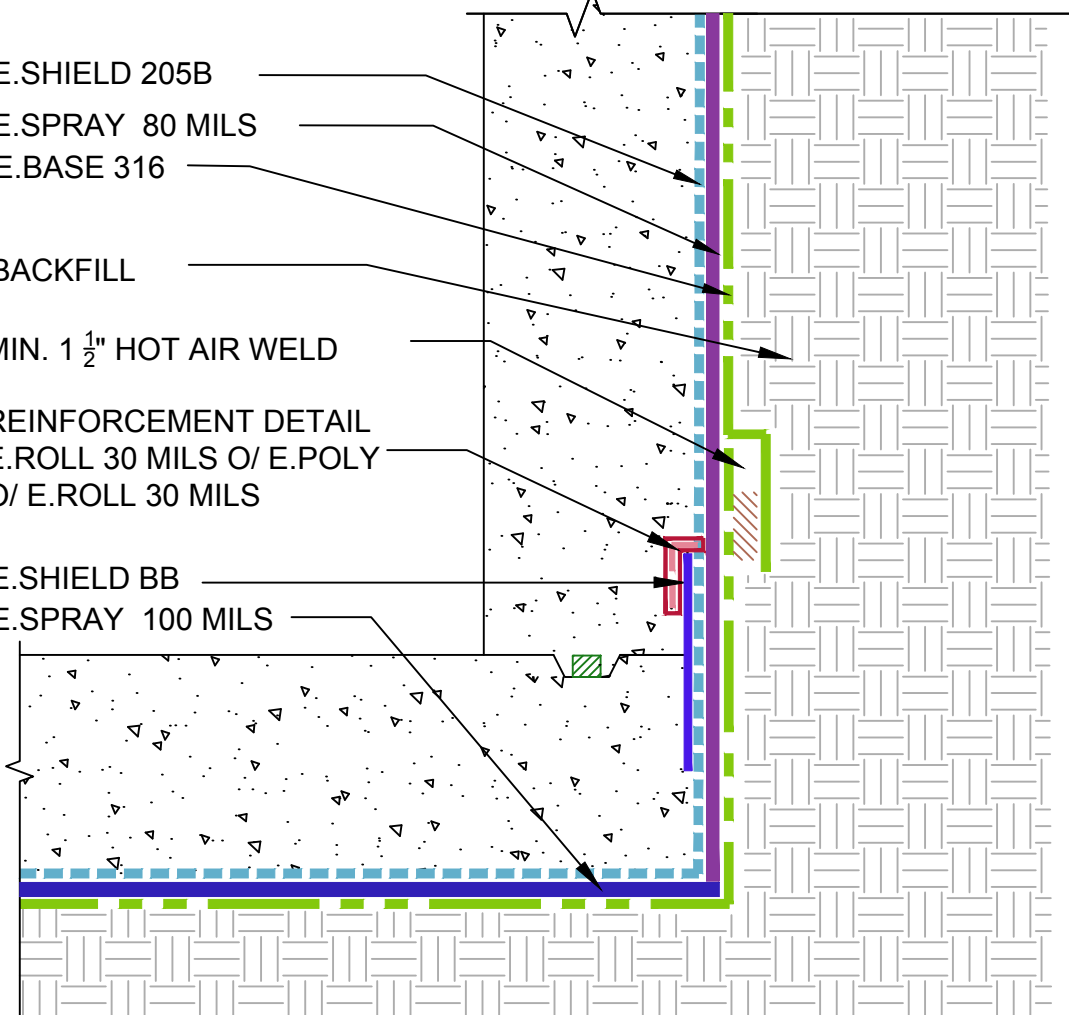 E.SHIELD 205B
E.SPRAY 80 MILS
E.BASE 316
BACKFILL
MIN. 1 1/2" HOT AIR WELD
REINFORCEMENT DETAIL
E.ROLL 30 MILS O/ E.POLY
O/ E.ROLL 30 MILS
E.SHIELD BB
E.SPRAY 100 MILS